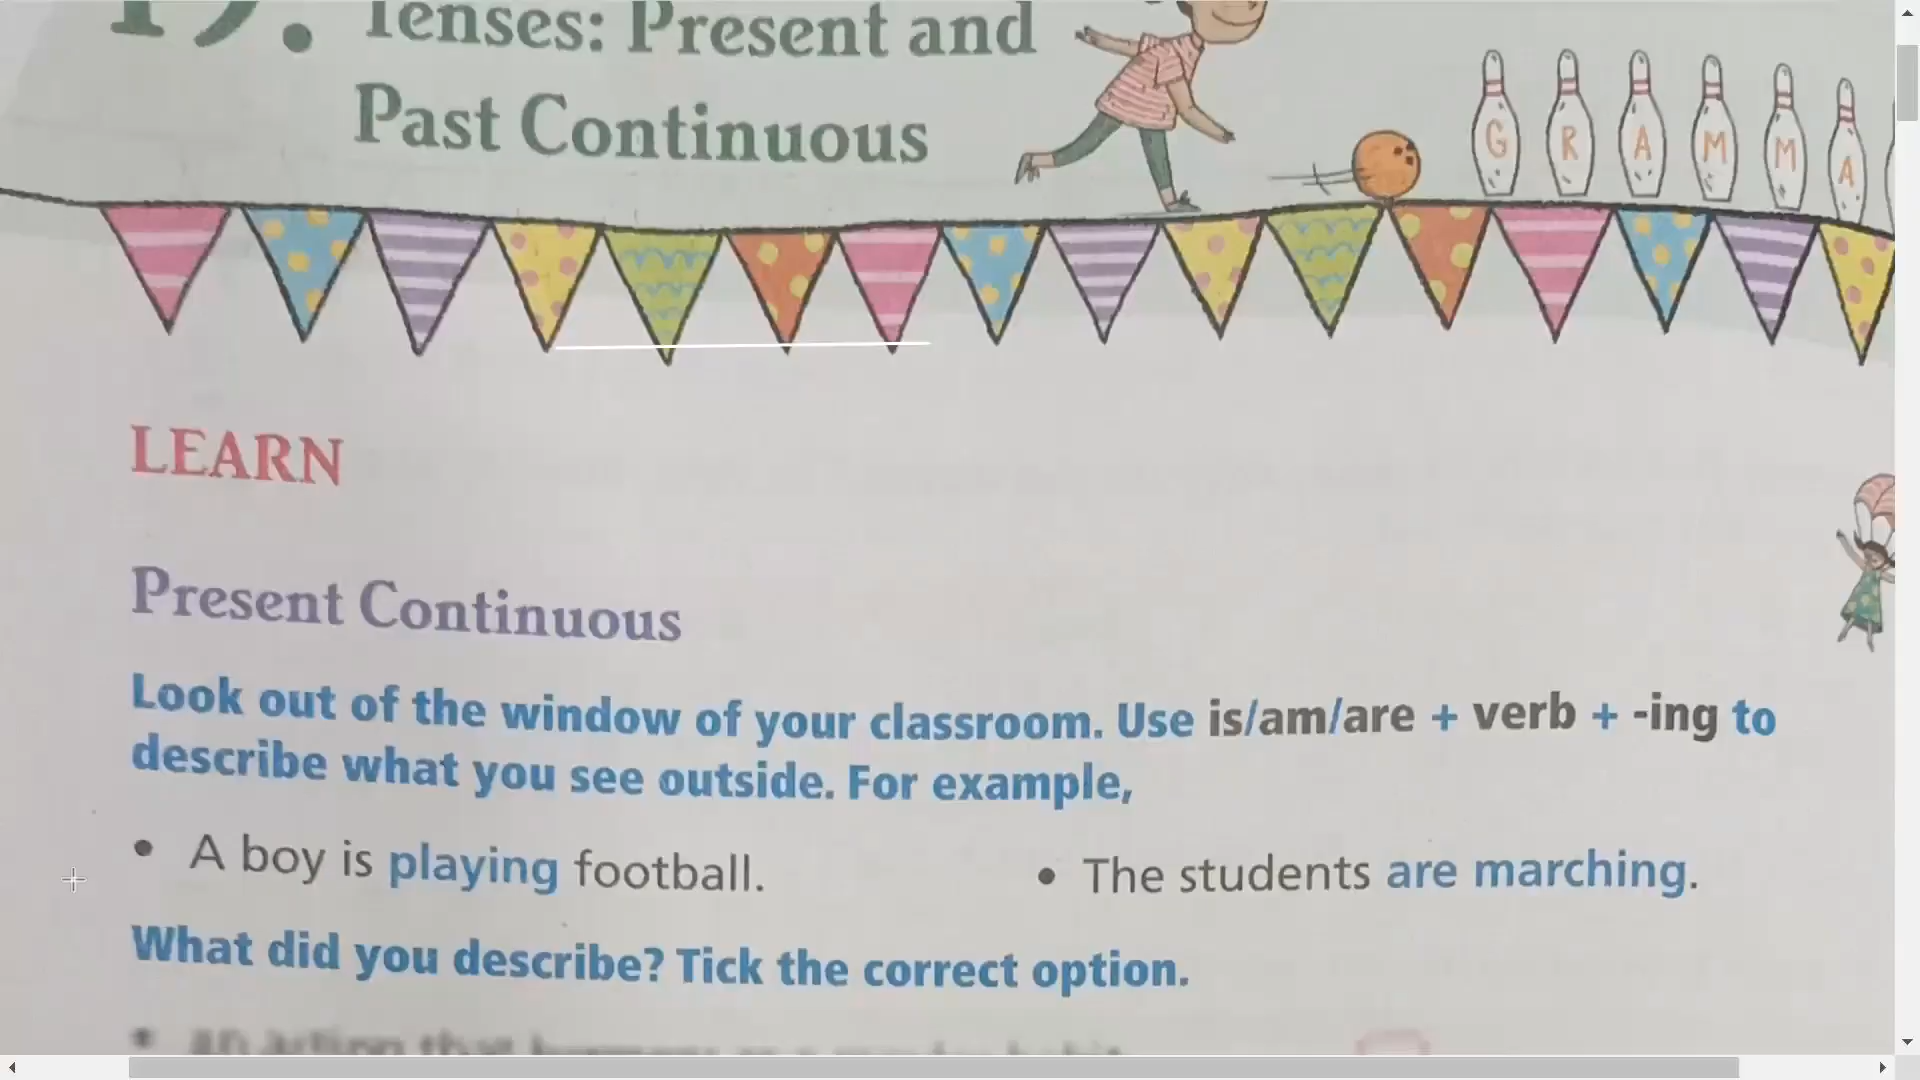 Tenses: Present and
Past Continuous
G R A M M A
LEARN
Present Continuous
Look out of the window of your classroom. Use is/am/are + verb + -ing to
describe what you see outside. For example,
• A boy is playing football.
• The students are marching.
What did you describe? Tick the correct option.